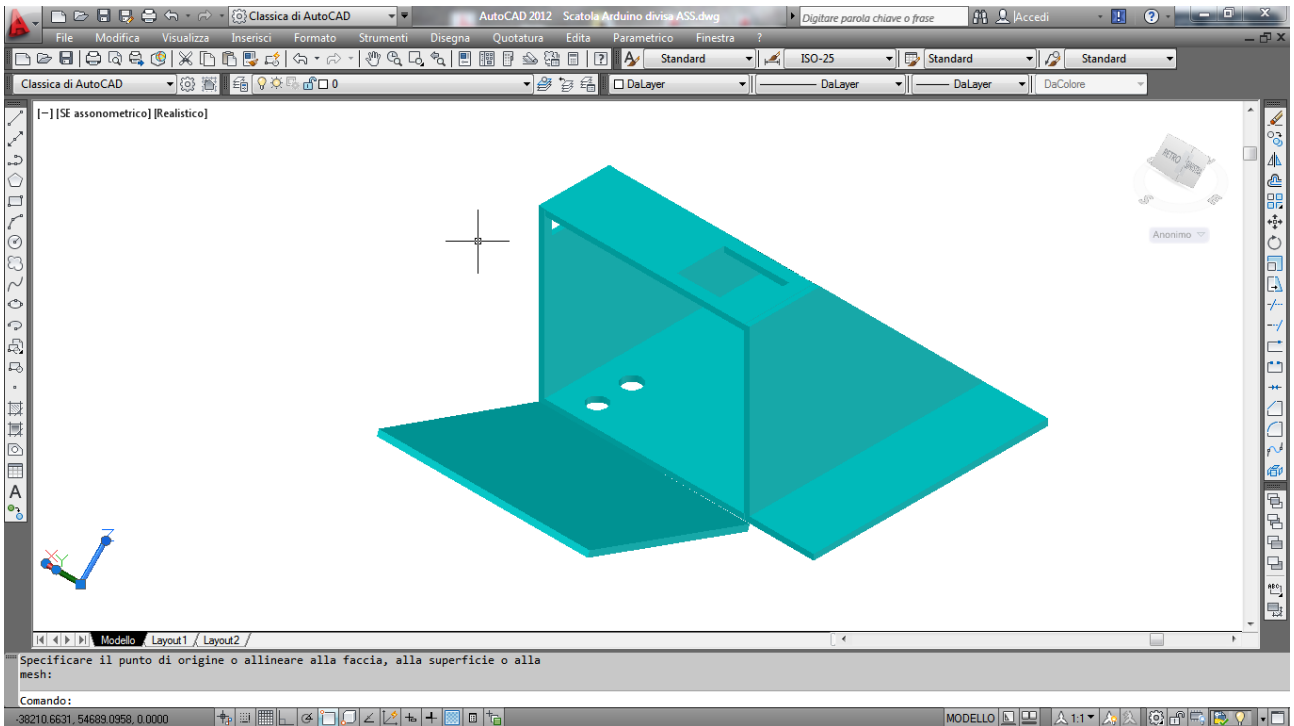 Classica di AutoCAD
AutoCAD 2012 Scatola Arduino divisa ASS.dwg
Digitare parola chiave o frase
Accedi
File Modifica Visualizza Inserisci Formato Strumenti Disegna Quotatura Edita Parametrico Finestra ?
Standard ISO-25 Standard Standard
Classica di AutoCAD 0 DaLayer DaLayer DaLayer DaColore
[−] [SE assonometrico] [Realistico]
RETRO
Anonimo
X Y Z
A
ABC
Modello Layout1 Layout2
Specificare il punto di origine o allineare alla faccia, alla superficie o alla
mesh:
Comando:
-38210.6631, 54689.0958, 0.0000 MODELLO 1:1